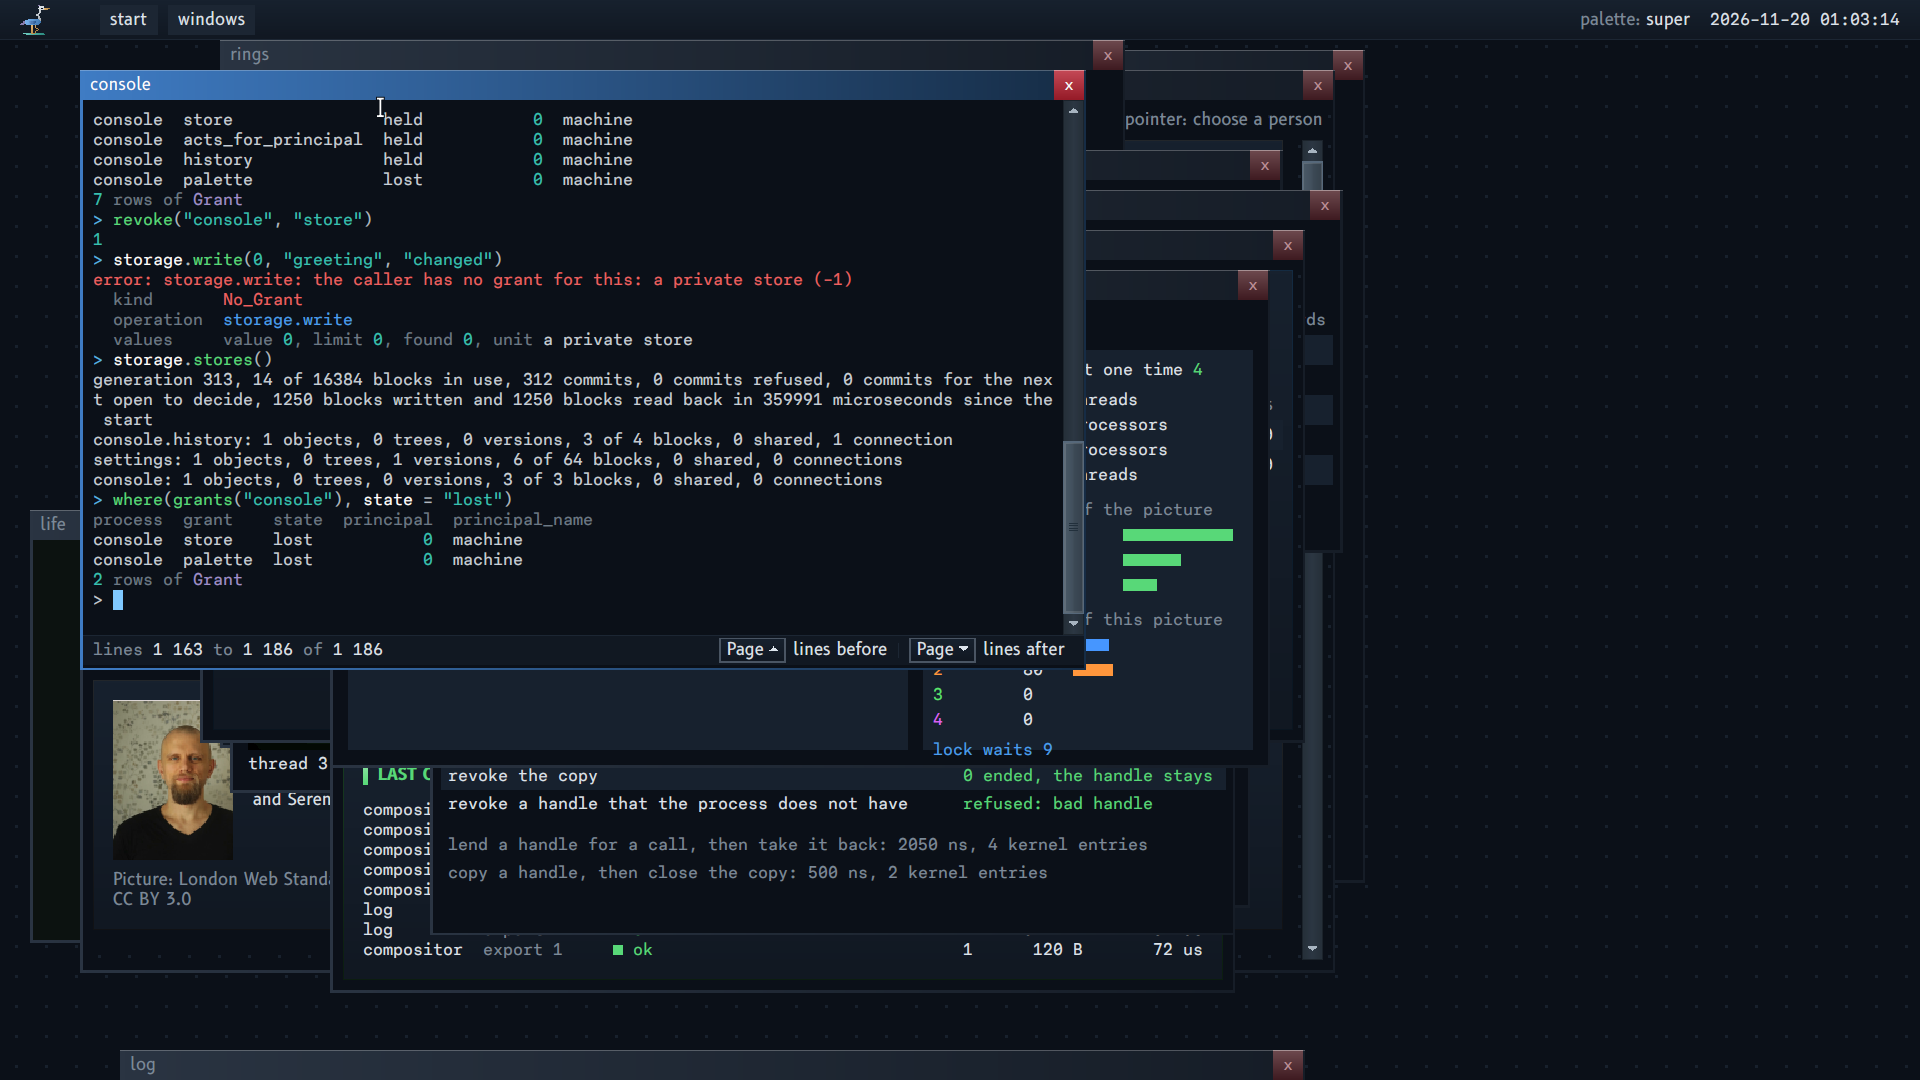 start windows palette: super 2026-11-20 01:03:14
rings x
x
console x
x
pointer: choose a person
console store held 0 machine
console acts_for_principal held 0 machine
console history held 0 machine
console palette lost 0 machine
7 rows of Grant
> revoke("console", "store")
1
> storage.write(0, "greeting", "changed")
error: storage.write: the caller has no grant for this: a private store (-1)
kind No_Grant
operation storage.write
values value 0, limit 0, found 0, unit a private store
> storage.stores()
generation 313, 14 of 16384 blocks in use, 312 commits, 0 commits refused, 0 commits for the nex
t open to decide, 1250 blocks written and 1250 blocks read back in 359991 microseconds since the
start
console.history: 1 objects, 0 trees, 0 versions, 3 of 4 blocks, 0 shared, 1 connection
settings: 1 objects, 0 trees, 1 versions, 6 of 64 blocks, 0 shared, 0 connections
console: 1 objects, 0 trees, 0 versions, 3 of 3 blocks, 0 shared, 0 connections
> where(grants("console"), state = "lost")
process grant state principal principal_name
console store lost 0 machine
console palette lost 0 machine
2 rows of Grant
>
lines 1 163 to 1 186 of 1 186 Page lines before Page lines after
x
x
x
x
ds
t one time 4
reads
rocessors
rocessors
reads
f the picture
f this picture
3 0
4 0
lock waits 9
life
thread 3
and Seren
Picture: London Web Standa
CC BY 3.0
LAST C
composi
composi
composi
composi
composi
log
log
compositor export 1 ok 1 120 B 72 us
revoke the copy 0 ended, the handle stays
revoke a handle that the process does not have refused: bad handle
lend a handle for a call, then take it back: 2050 ns, 4 kernel entries
copy a handle, then close the copy: 500 ns, 2 kernel entries
log x